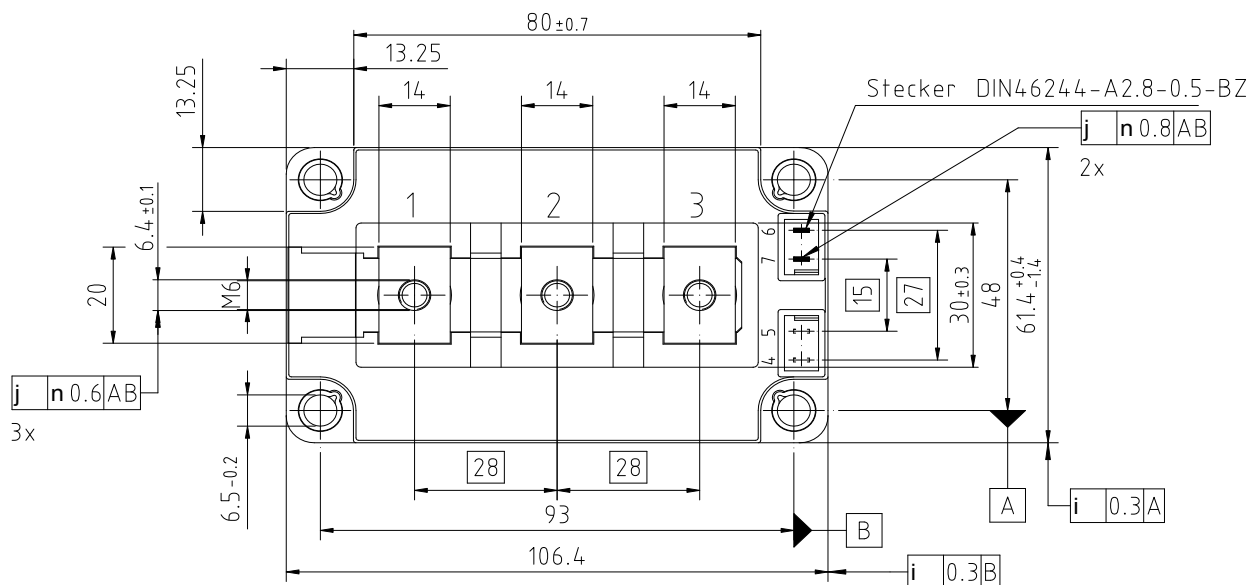 80±0.7
13.25
13.25
14
14
14
Stecker DIN46244-A2.8-0.5-BZ
j n 0.8 AB
2x
1
2
3
6
7
5
4
6.4 ±0.1
M6
20
15
27
30±0.3
48
61.4 +0.4 -1.4
j n 0.6 AB
3x
6.5-0.2
28
28
93
106.4
A
B
i 0.3 A
i 0.3 B